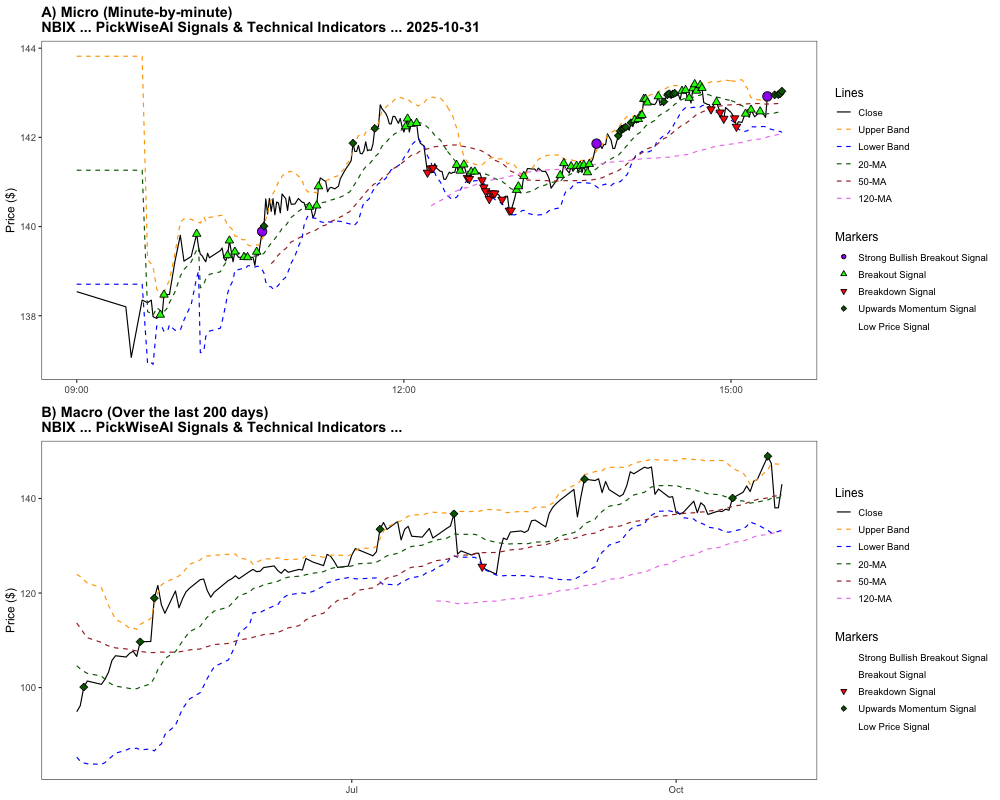 A) Micro (Minute-by-minute)
NBIX ... PickWiseAI Signals & Technical Indicators ... 2025-10-31
144
142
140
138
Price ($)
09:00
12:00
15:00
Lines
Close
Upper Band
Lower Band
20-MA
50-MA
120-MA
Markers
Strong Bullish Breakout Signal
Breakout Signal
Breakdown Signal
Upwards Momentum Signal
Low Price Signal
B) Macro (Over the last 200 days)
NBIX ... PickWiseAI Signals & Technical Indicators ...
140
120
100
Price ($)
Jul
Oct
Lines
Close
Upper Band
Lower Band
20-MA
50-MA
120-MA
Markers
Strong Bullish Breakout Signal
Breakout Signal
Breakdown Signal
Upwards Momentum Signal
Low Price Signal